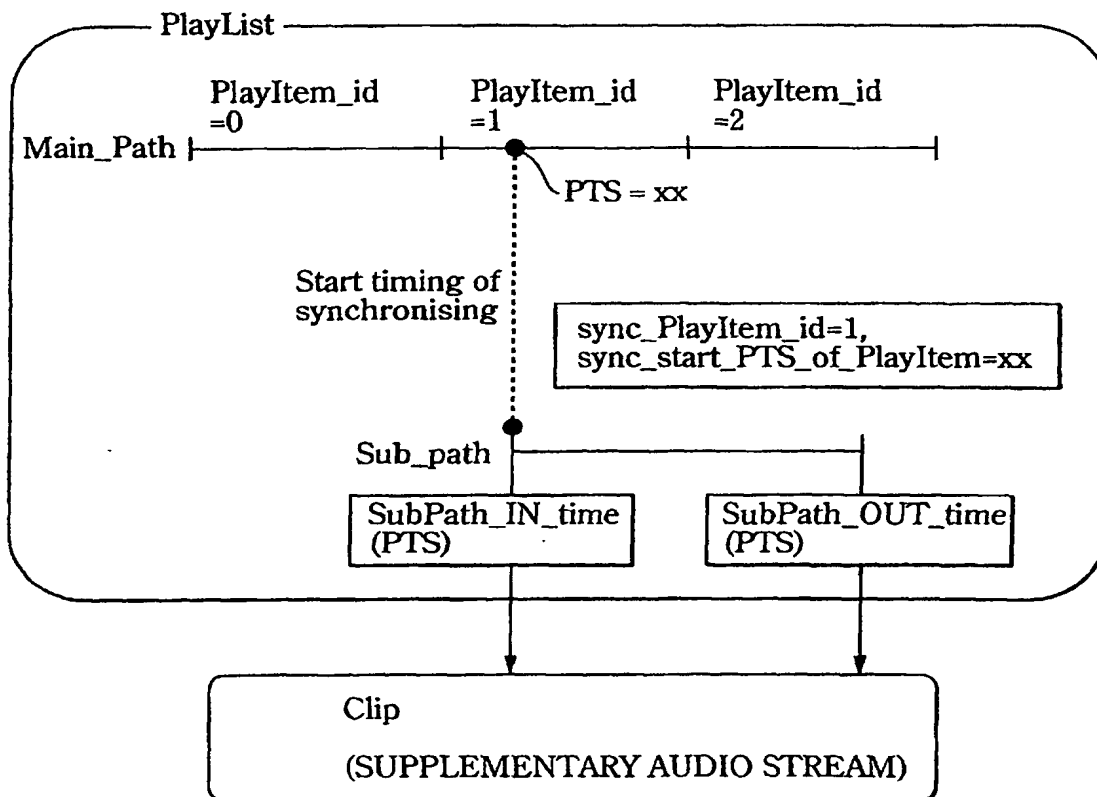 PlayList
PlayItem_id
=0
PlayItem_id
=1
PlayItem_id
=2
Main_Path
PTS = xx
Start timing of
synchronising
sync_PlayItem_id=1,
sync_start_PTS_of_PlayItem=xx
Sub_path
SubPath_IN_time
(PTS)
SubPath_OUT_time
(PTS)
Clip
(SUPPLEMENTARY AUDIO STREAM)